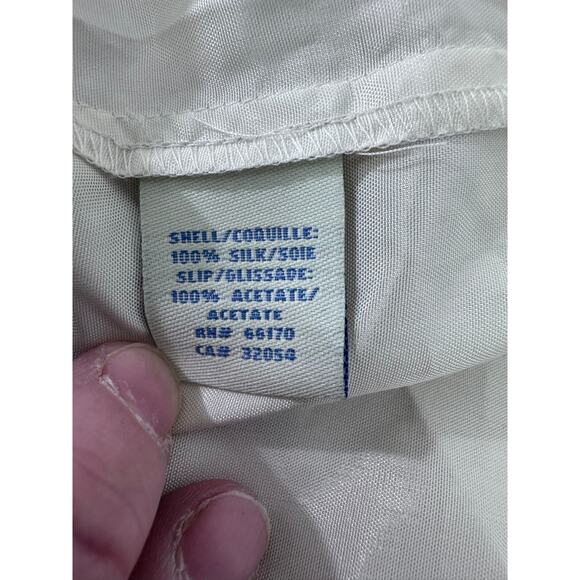 SHELL/COQUILLE:
100% SILK/SOIE
SLIP/GLISSADE:
100% ACETATE/
ACETATE
RN# 66170
CA# 32054